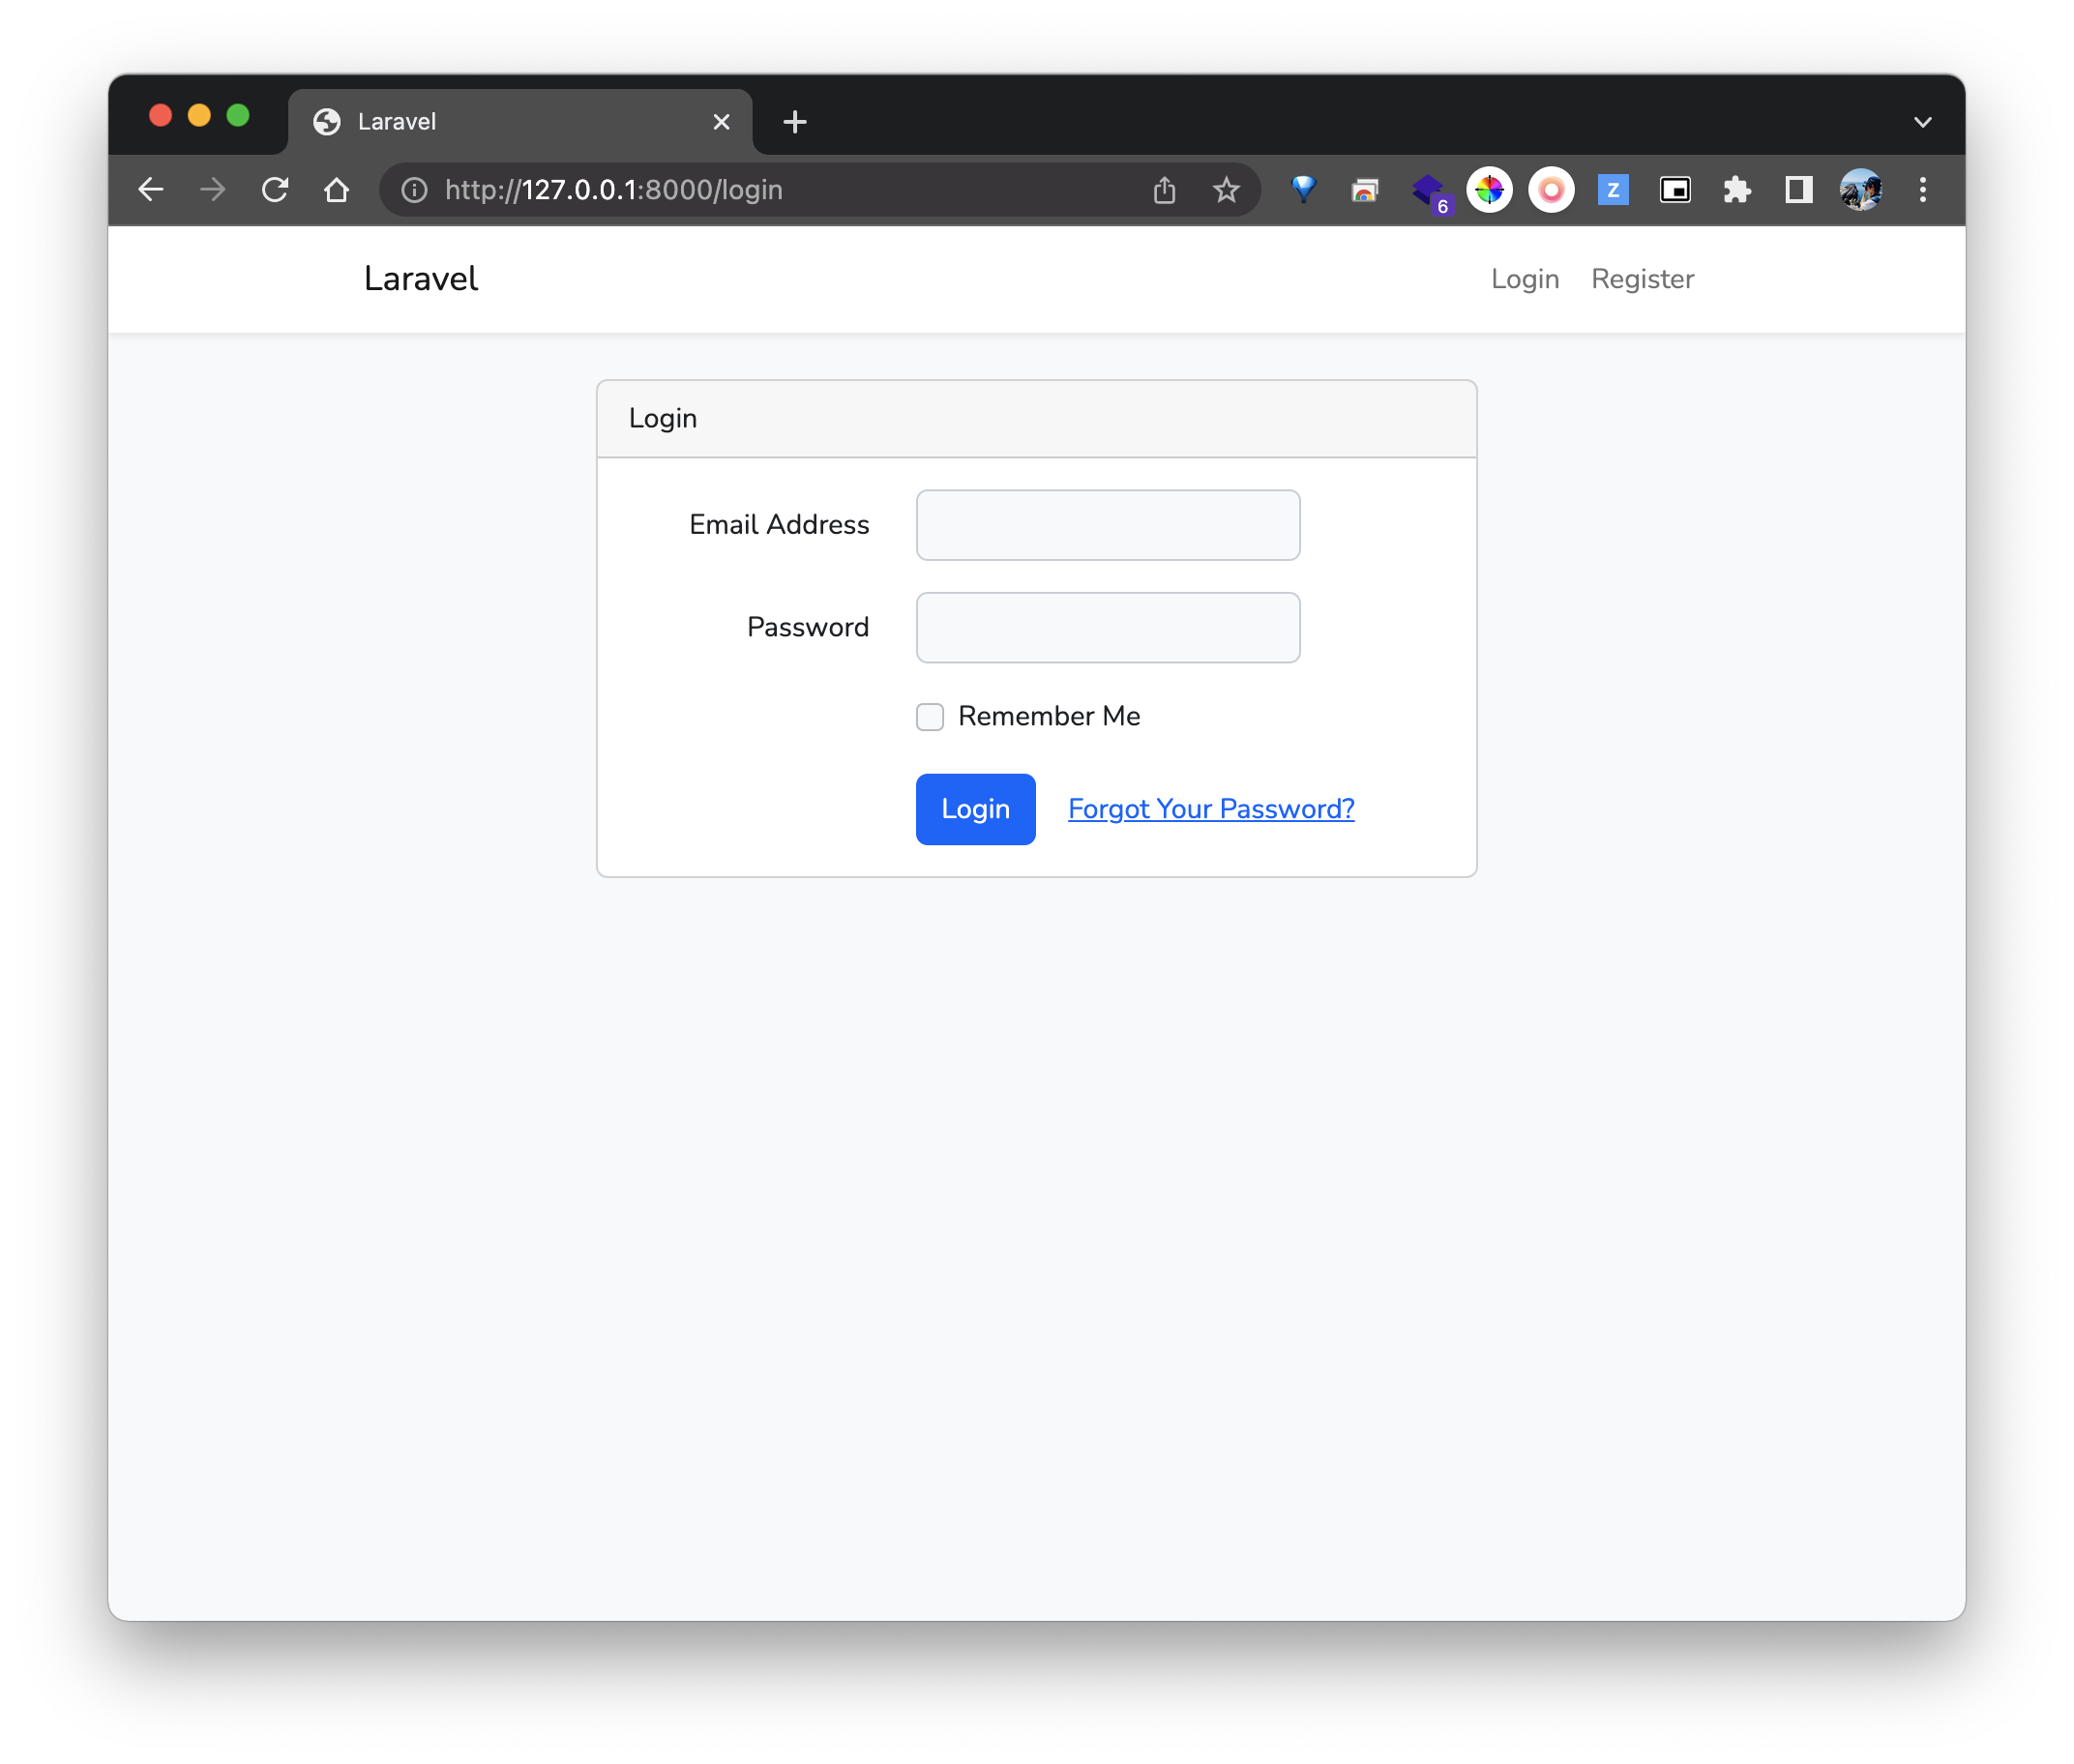 Laravel
http://127.0.0.1:8000/login
6
Z
Laravel
Login Register
Login
Email Address
Password
Remember Me
Login Forgot Your Password?